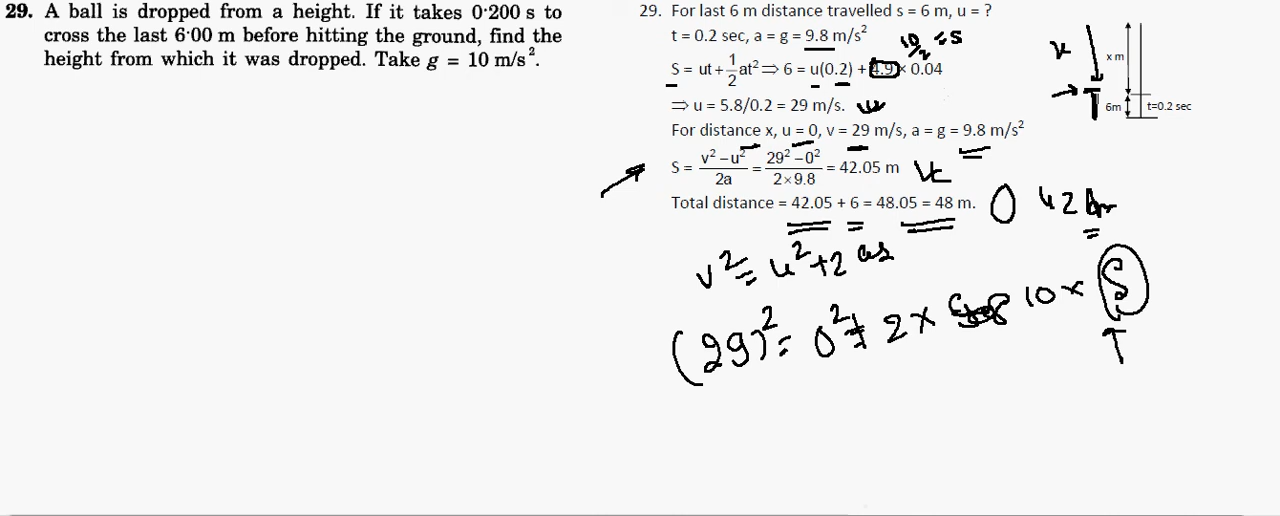 29. A ball is dropped from a height. If it takes 0·200 s to
cross the last 6·00 m before hitting the ground, find the
height from which it was dropped. Take g = 10 m/s².
29. For last 6 m distance travelled s = 6 m, u = ?
t = 0.2 sec, a = g = 9.8 m/s²
10/2 = 5
S = ut + 1/2 at² ⇒ 6 = u(0.2) + 4.9 × 0.04
⇒ u = 5.8/0.2 = 29 m/s.
For distance x, u = 0, v = 29 m/s, a = g = 9.8 m/s²
S = (v² – u²)/2a = (29² – 0²)/(2×9.8) = 42.05 m
Total distance = 42.05 + 6 = 48.05 = 48 m.
x m
6m
t=0.2 sec
v² = u² + 2 as
(29)² = 0² + 2 × 10 × S